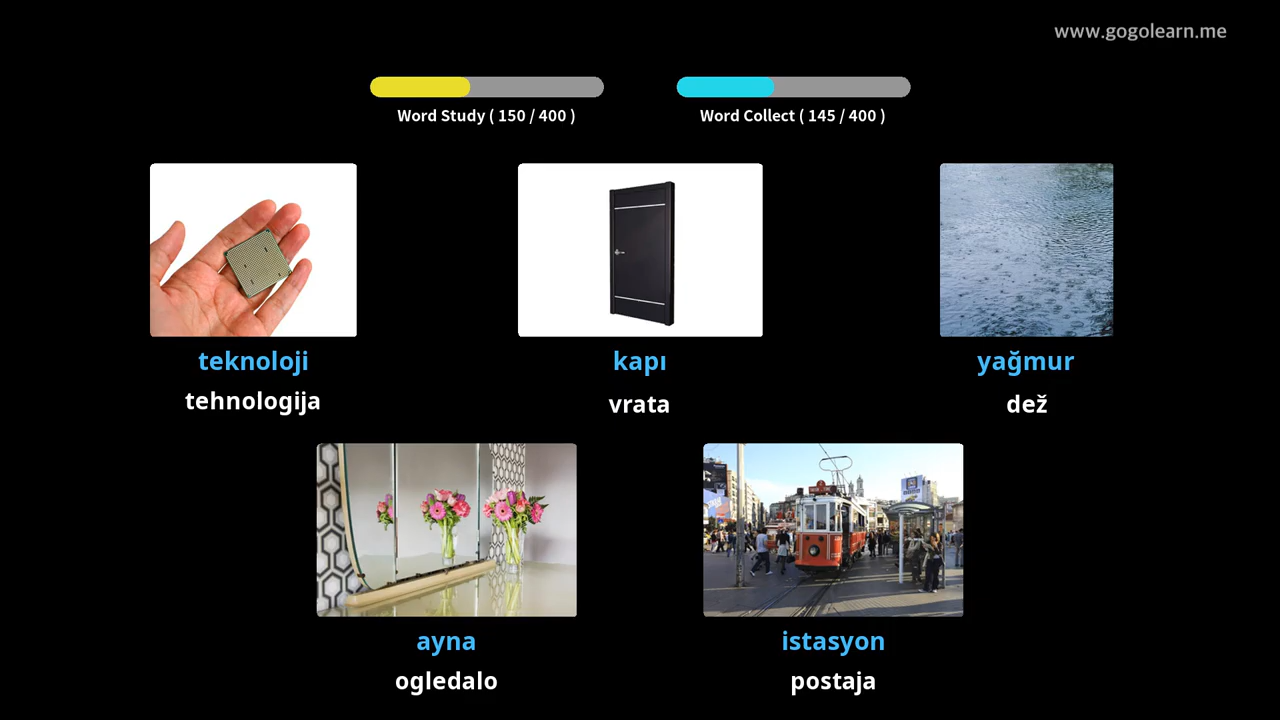 www.gogolearn.me
Word Study ( 150 / 400 )
Word Collect ( 145 / 400 )
teknoloji
tehnologija
kapı
vrata
yağmur
dež
ayna
ogledalo
istasyon
postaja